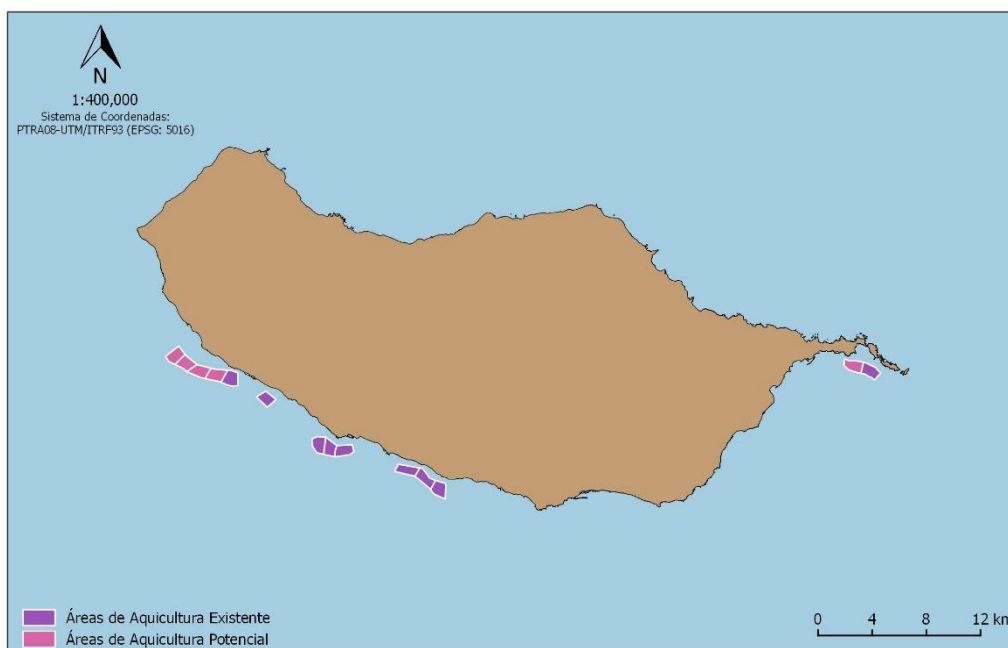 N
1:400,000
Sistema de Coordenadas:
PTRA08-UTM/ITRF93 (EPSG: 5016)
Áreas de Aquicultura Existente
Áreas de Aquicultura Potencial
0 4 8 12 km